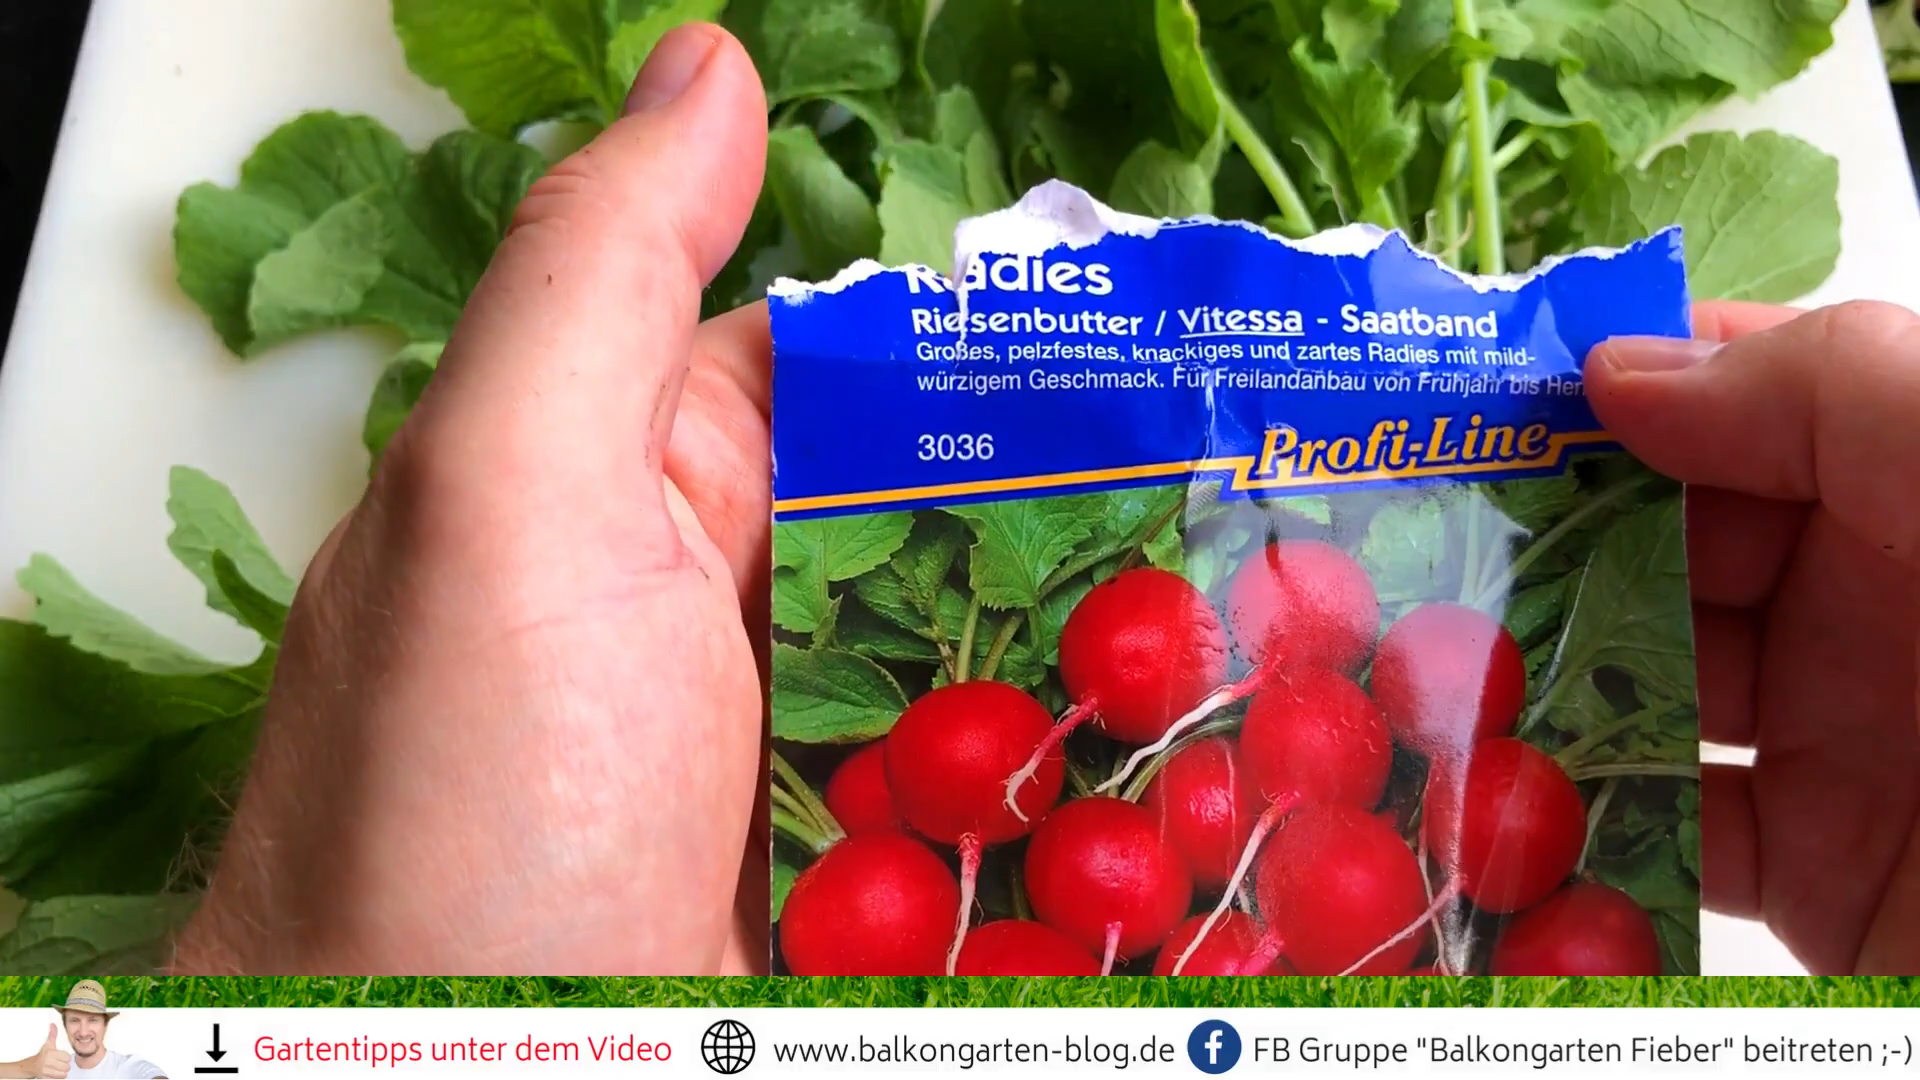 Radies
Riesenbutter / Vitessa - Saatband
Großes, pelzfestes, knackiges und zartes Radies mit mild-
würzigem Geschmack. Für Freilandanbau von Frühjahr bis
3036
Profi-Line
Gartentipps unter dem Video
www.balkongarten-blog.de
FB Gruppe "Balkongarten Fieber" beitreten ;-)